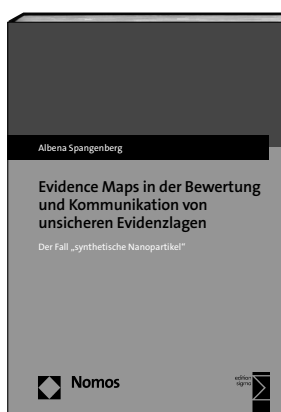 Albena Spangenberg
Evidence Maps in der Bewertung
und Kommunikation von
unsicheren Evidenzlagen
Der Fall „synthetische Nanopartikel“
Nomos
edition
sigma